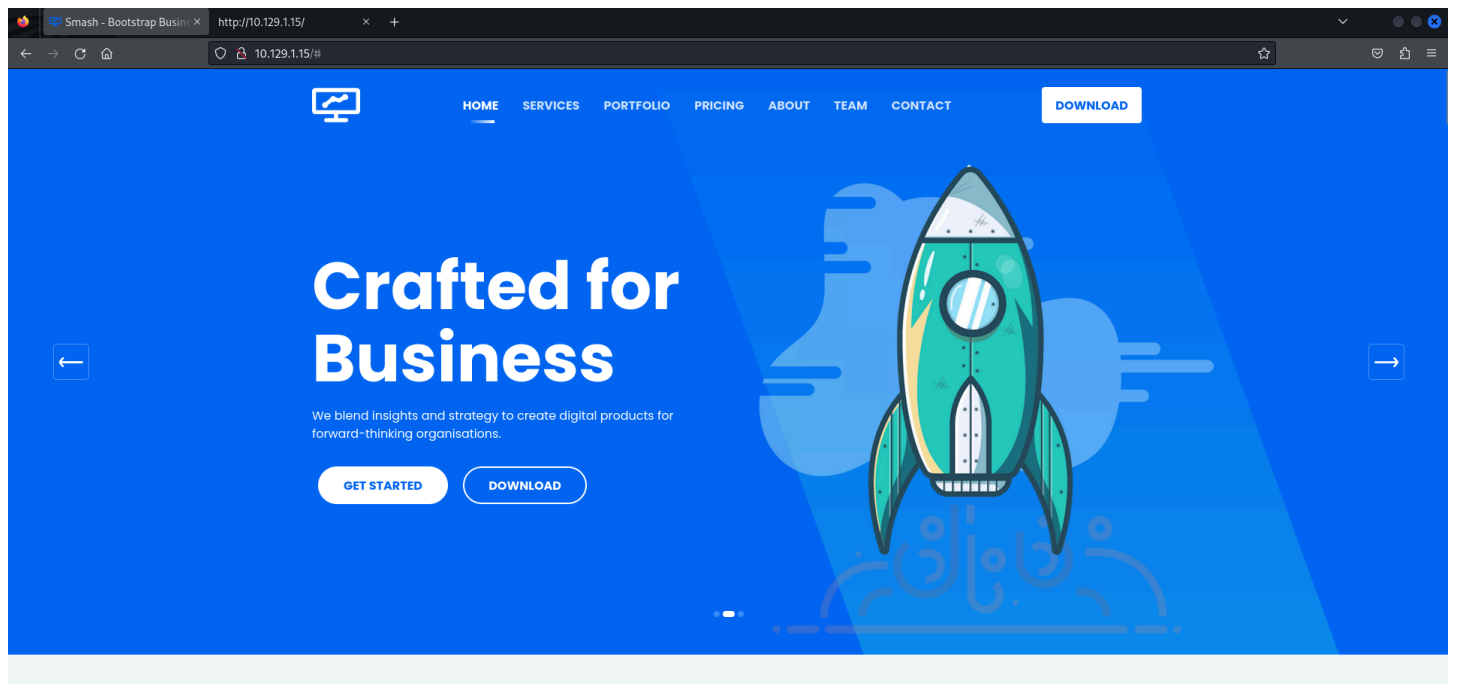 Smash - Bootstrap Busin
http://10.129.1.15/
10.129.1.15/#
HOME SERVICES PORTFOLIO PRICING ABOUT TEAM CONTACT DOWNLOAD
Crafted for
Business
We blend insights and strategy to create digital products for
forward-thinking organisations.
GET STARTED DOWNLOAD